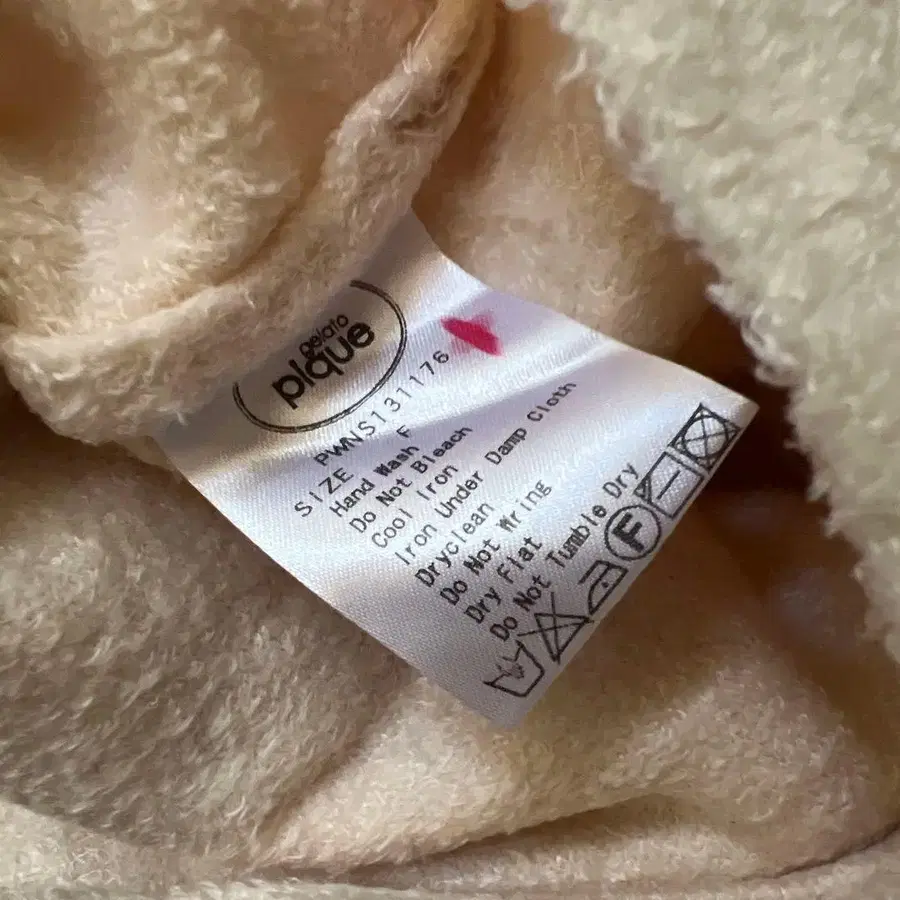 gelato
pique
PWNS131176
SIZE F
Hand Wash
Do Not Bleach
Cool Iron
Iron Under Damp Cloth
Dryclean
Do Not Wring
Dry Flat
Do Not Tumble Dry
F